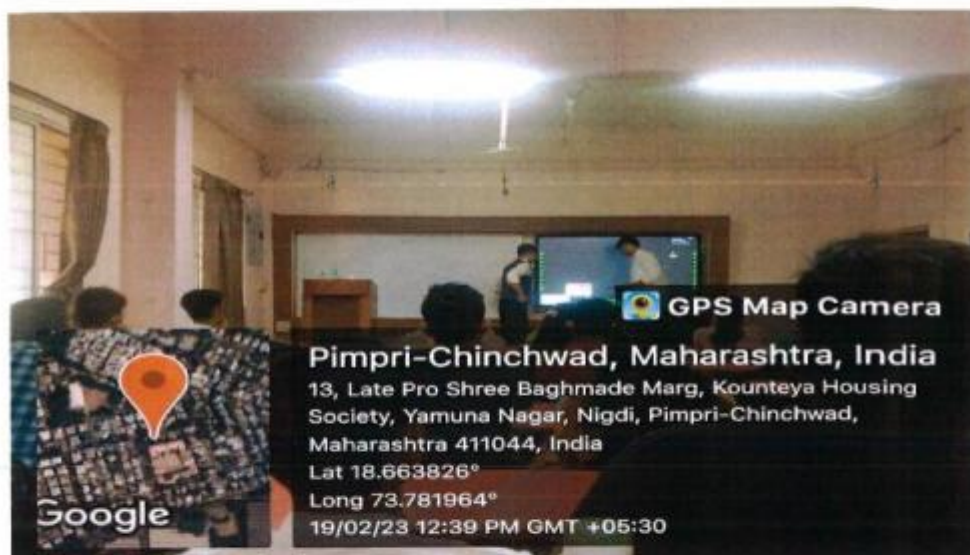 GPS Map Camera
Pimpri-Chinchwad, Maharashtra, India
13, Late Pro Shree Baghmade Marg, Kounteya Housing
Society, Yamuna Nagar, Nigdi, Pimpri-Chinchwad,
Maharashtra 411044, India
Lat 18.663826°
Long 73.781964°
19/02/23 12:39 PM GMT +05:30
Google